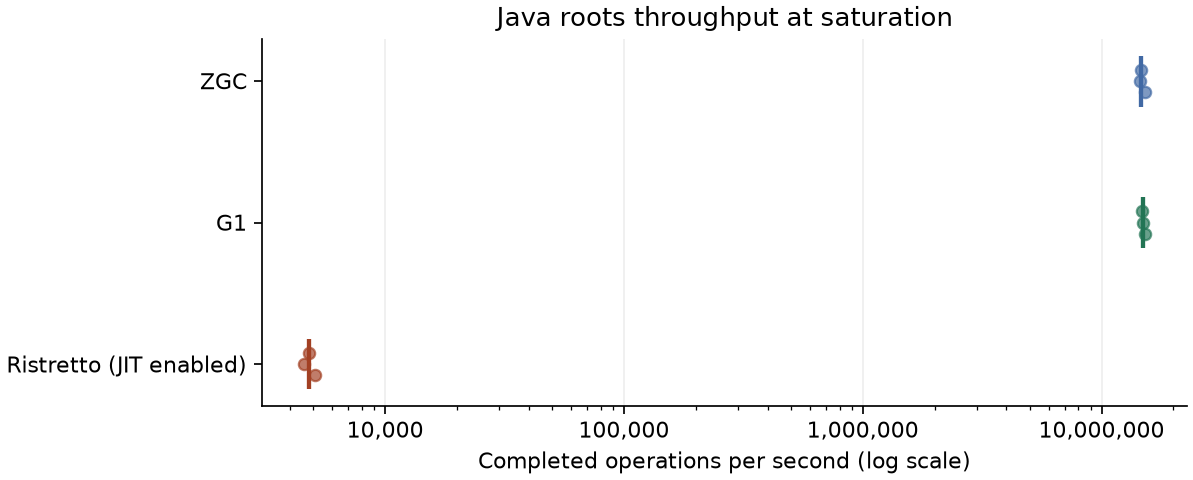 Java roots throughput at saturation
ZGC
G1
Ristretto (JIT enabled)
10,000
100,000
1,000,000
10,000,000
Completed operations per second (log scale)